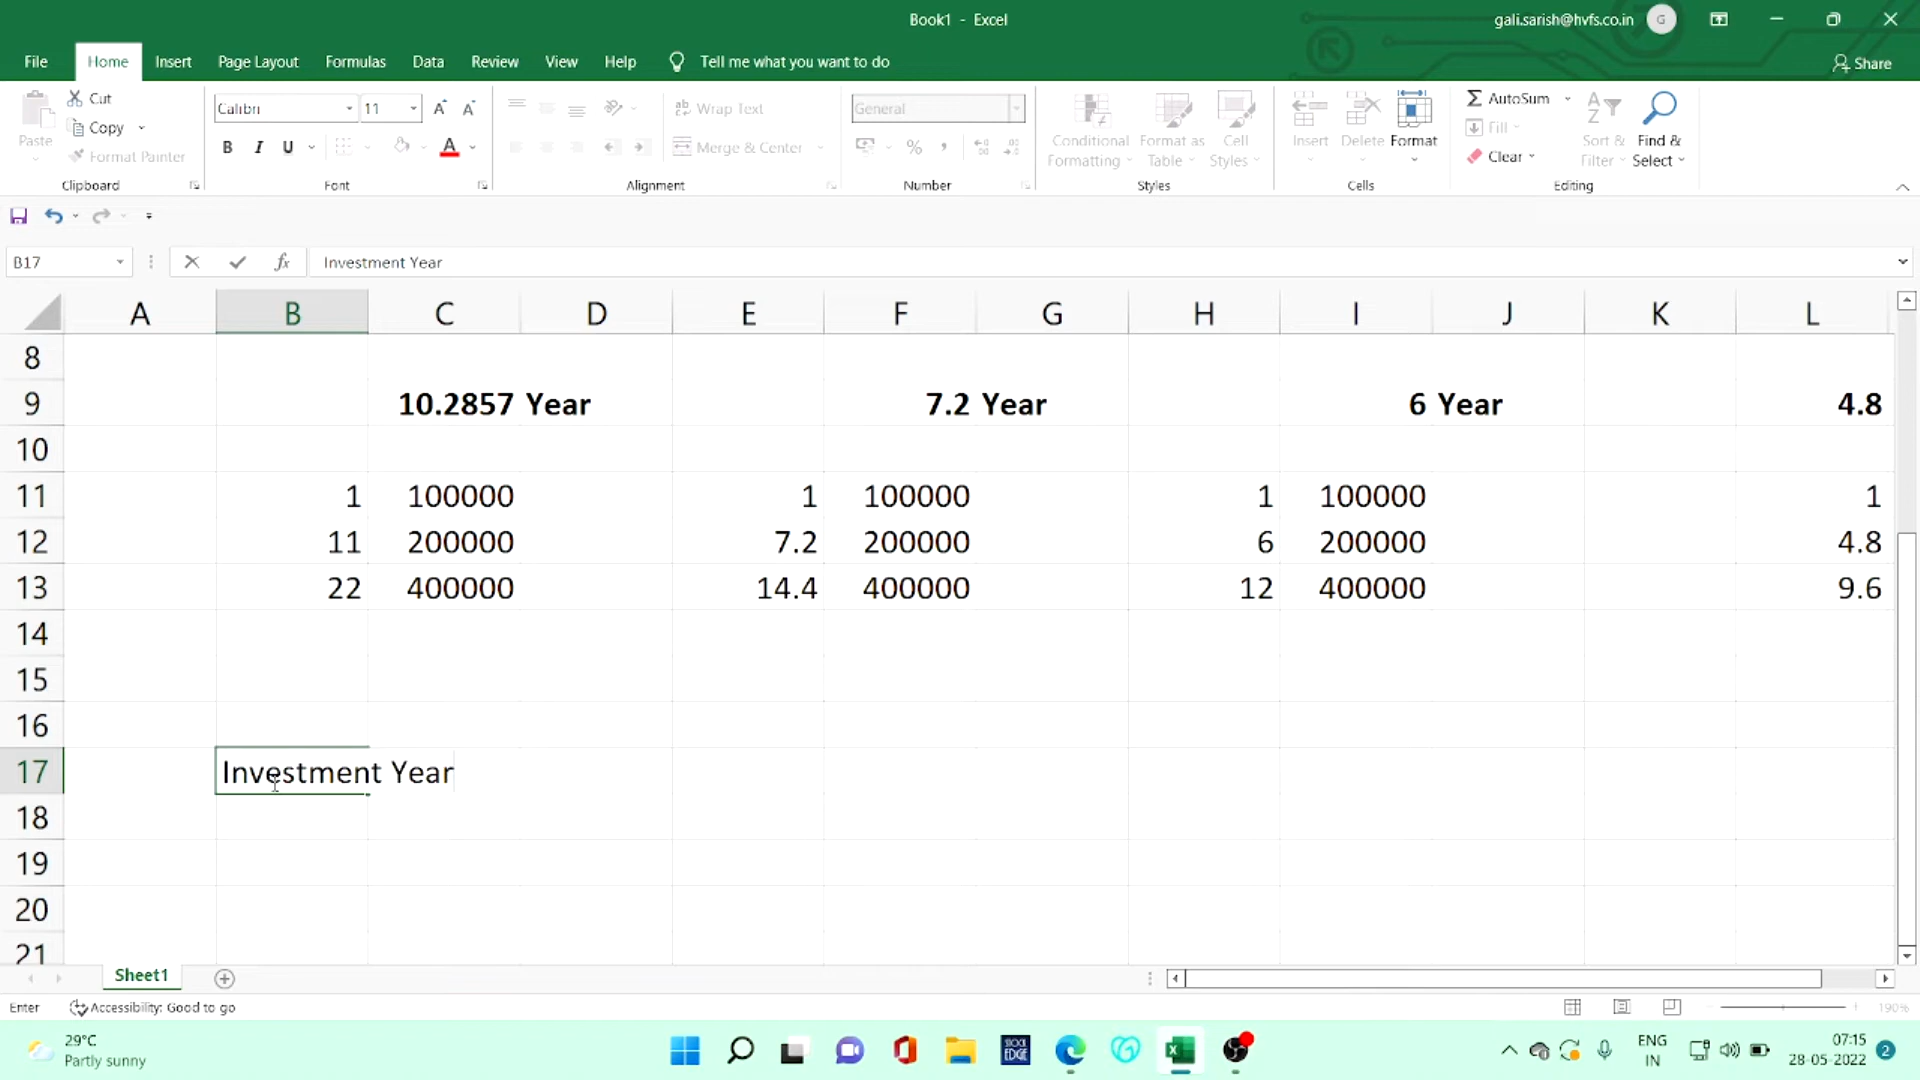 Book1 - Excel
gali.sarish@hvfs.co.in
G
File Home Insert Page Layout Formulas Data Review View Help Tell me what you want to do
Share
Paste
Cut
Copy
Format Painter
Clipboard
Calibri 11
B I U A
Font
Wrap Text
Merge & Center
Alignment
General
% ,
Number
Conditional Formatting
Format as Table
Cell Styles
Styles
Insert Delete Format
Cells
AutoSum
Fill
Clear
Sort & Filter
Find & Select
Editing
B17 fx Investment Year
A B C D E F G H I J K L
8
9 10.2857 Year 7.2 Year 6 Year 4.8
10
11 1 100000 1 100000 1 100000 1
12 11 200000 7.2 200000 6 200000 4.8
13 22 400000 14.4 400000 12 400000 9.6
14
15
16
17 Investment Year
18
19
20
21
Sheet1
Enter Accessibility: Good to go 190%
29°C
Partly sunny
STOCK EDGE
ENG
IN
07:15
28-05-2022
2